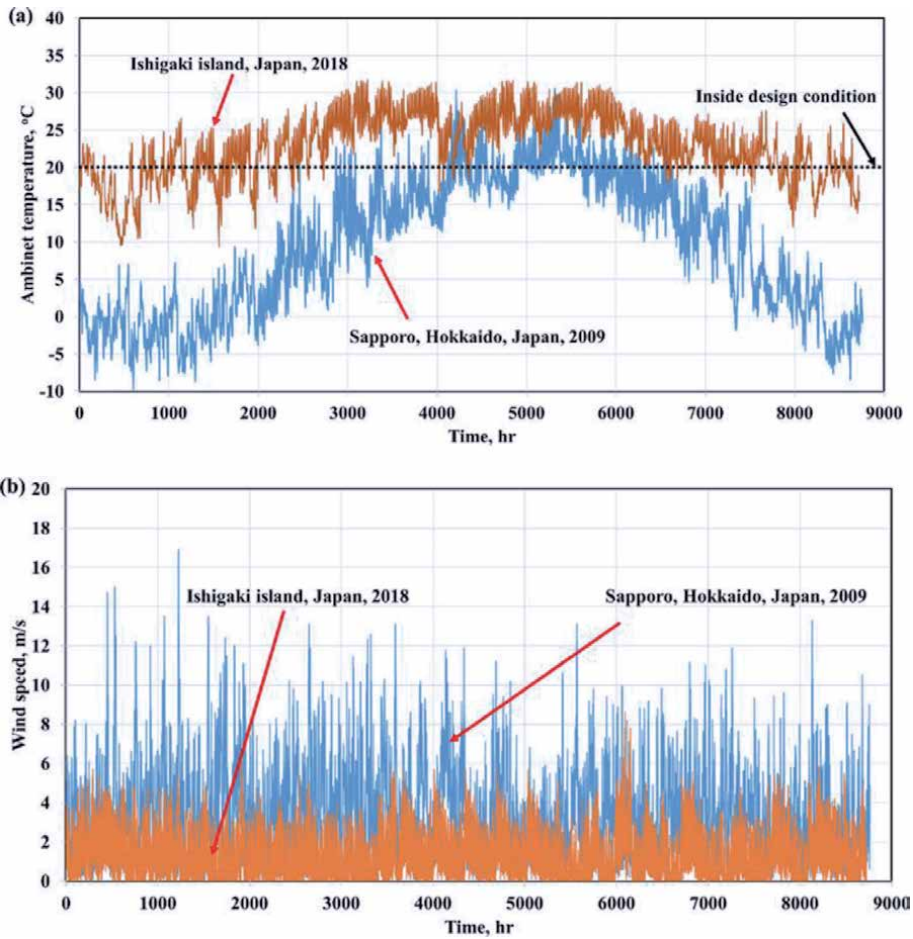 (a)
40
35
Ishigaki island, Japan, 2018
30
Inside design condition
25
20
15
10
5
0
Sapporo, Hokkaido, Japan, 2009
-5
-10
Ambinet temperature, °C
0 1000 2000 3000 4000 5000 6000 7000 8000 9000
Time, hr
(b)
20
18
16
14
Ishigaki island, Japan, 2018 Sapporo, Hokkaido, Japan, 2009
12
10
8
6
4
2
0
Wind speed, m/s
0 1000 2000 3000 4000 5000 6000 7000 8000 9000 1000
Time, hr